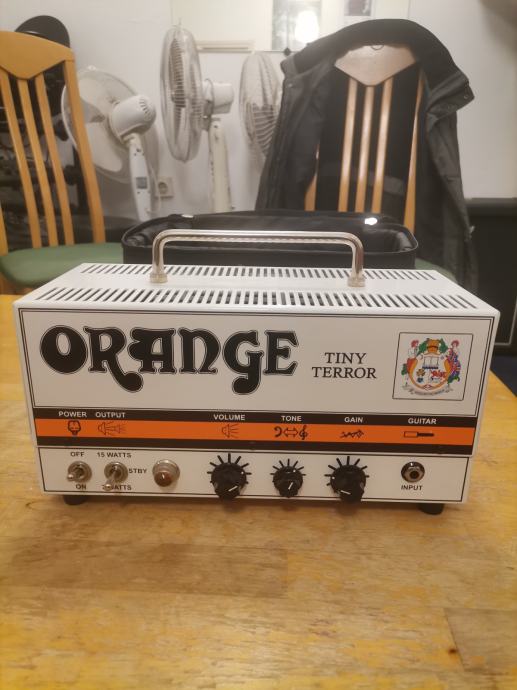 ORANGE
TINY
TERROR
POWER OUTPUT VOLUME TONE GAIN GUITAR
OFF 15 WATTS
STBY
ON WATTS
INPUT